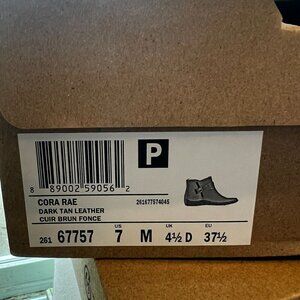 P
8 89002 59056 2
CORA RAE
261677574045
DARK TAN LEATHER
CUIR BRUN FONCE
US UK EU
261 67757 7 M 4½ D 37½